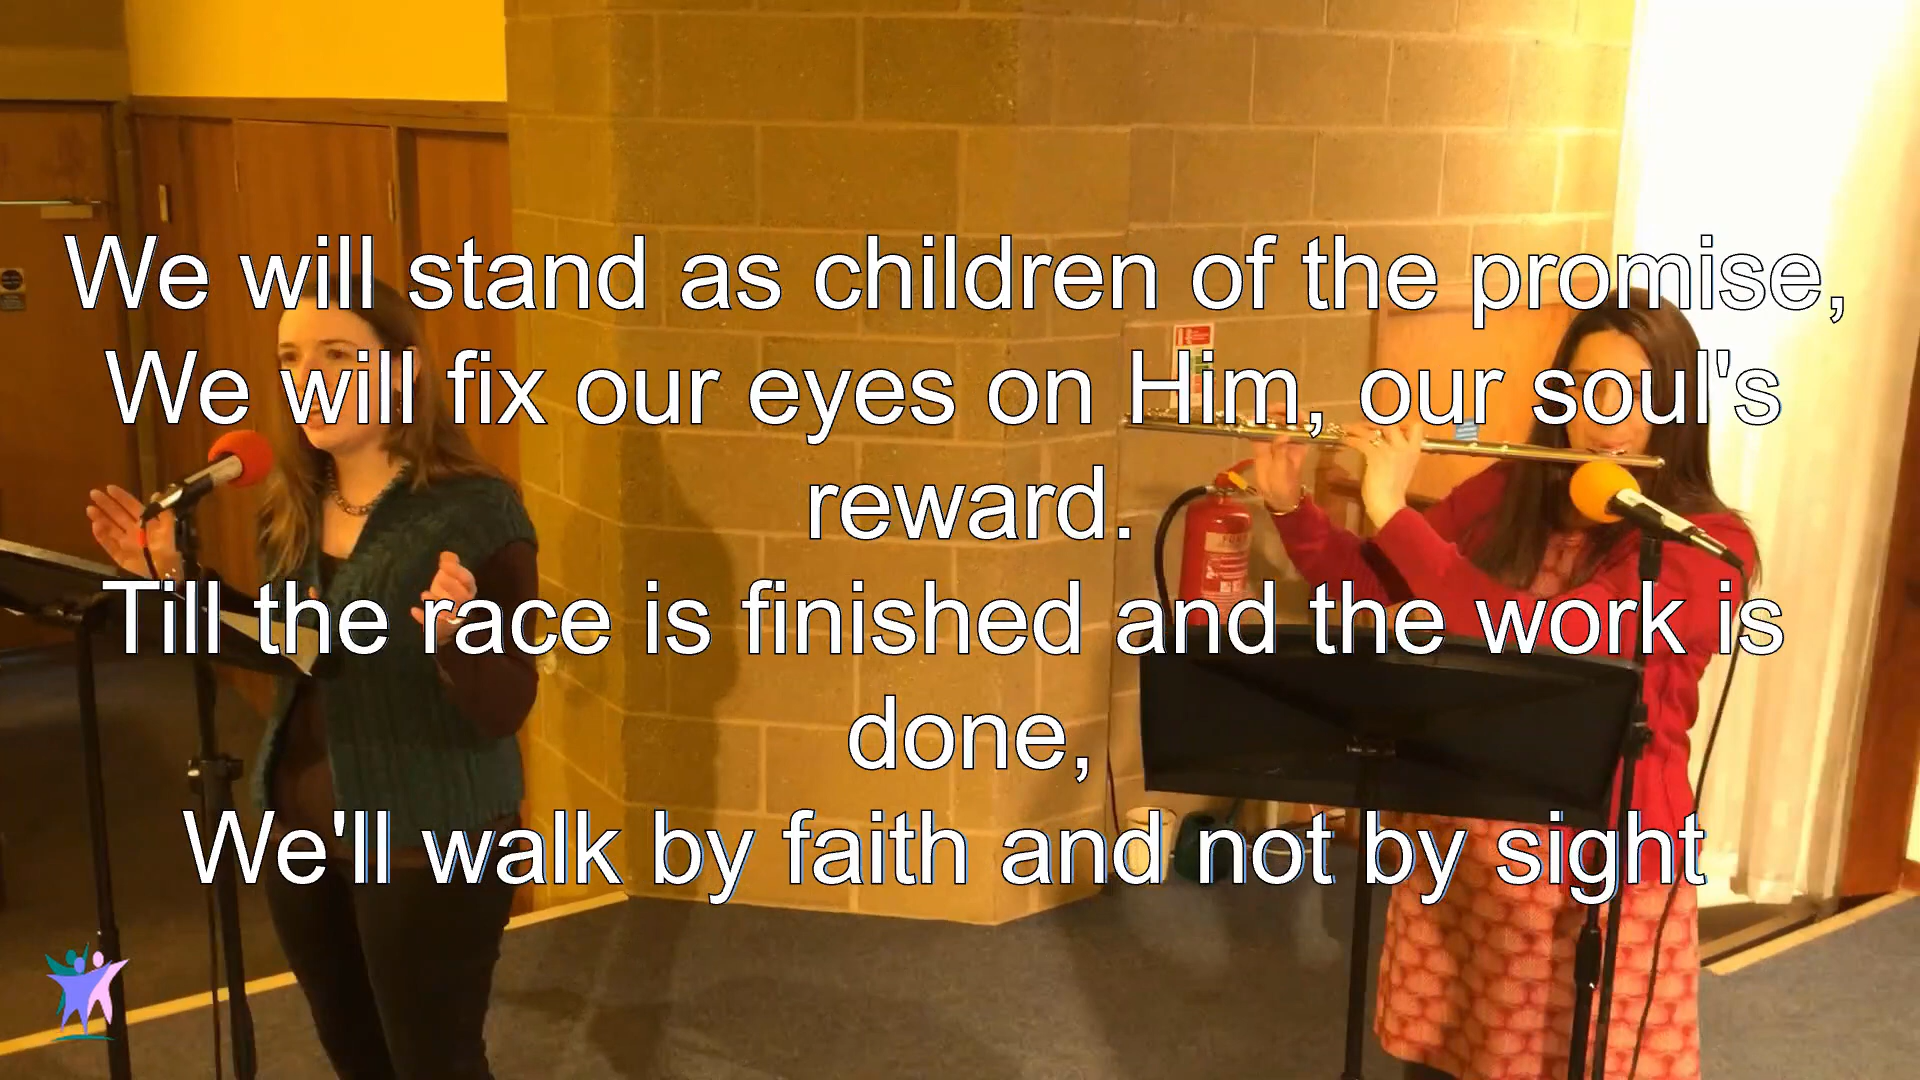 We will stand as children of the promise,
We will fix our eyes on Him, our soul's
reward.
Till the race is finished and the work is
done,
We'll walk by faith and not by sight